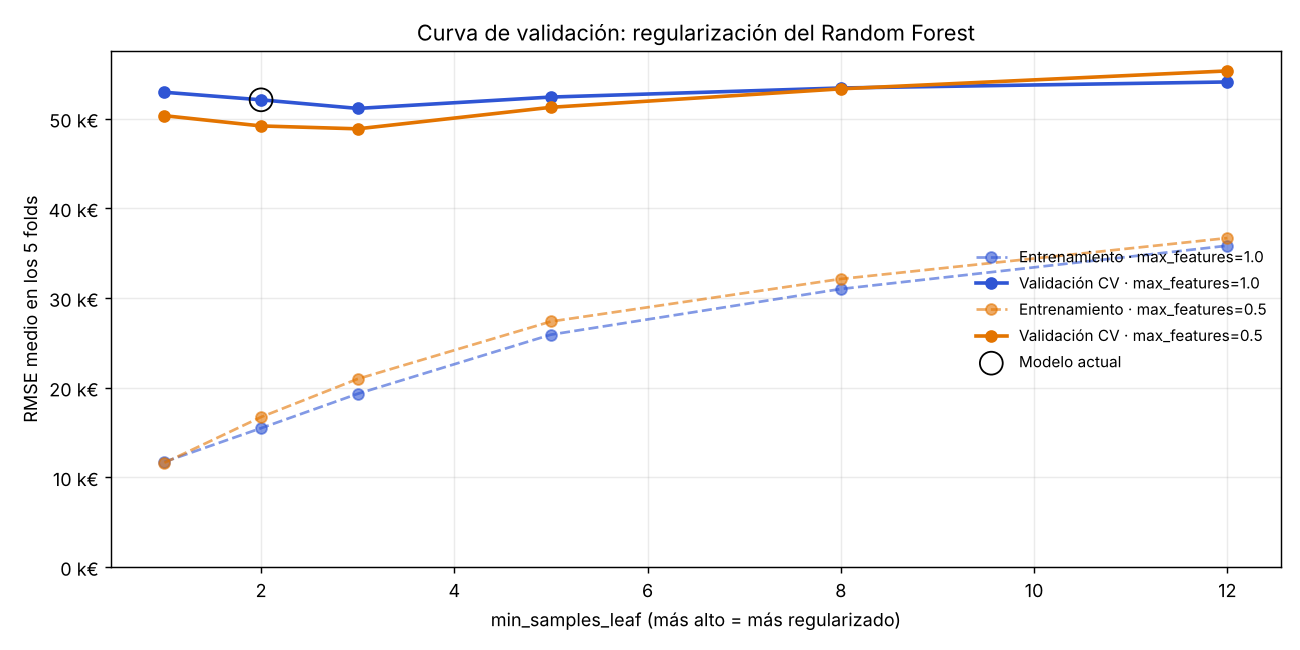 Curva de validación: regularización del Random Forest
RMSE medio en los 5 folds
50 k€
40 k€
30 k€
20 k€
10 k€
0 k€
Entrenamiento · max_features=1.0
Validación CV · max_features=1.0
Entrenamiento · max_features=0.5
Validación CV · max_features=0.5
Modelo actual
2 4 6 8 10 12
min_samples_leaf (más alto = más regularizado)